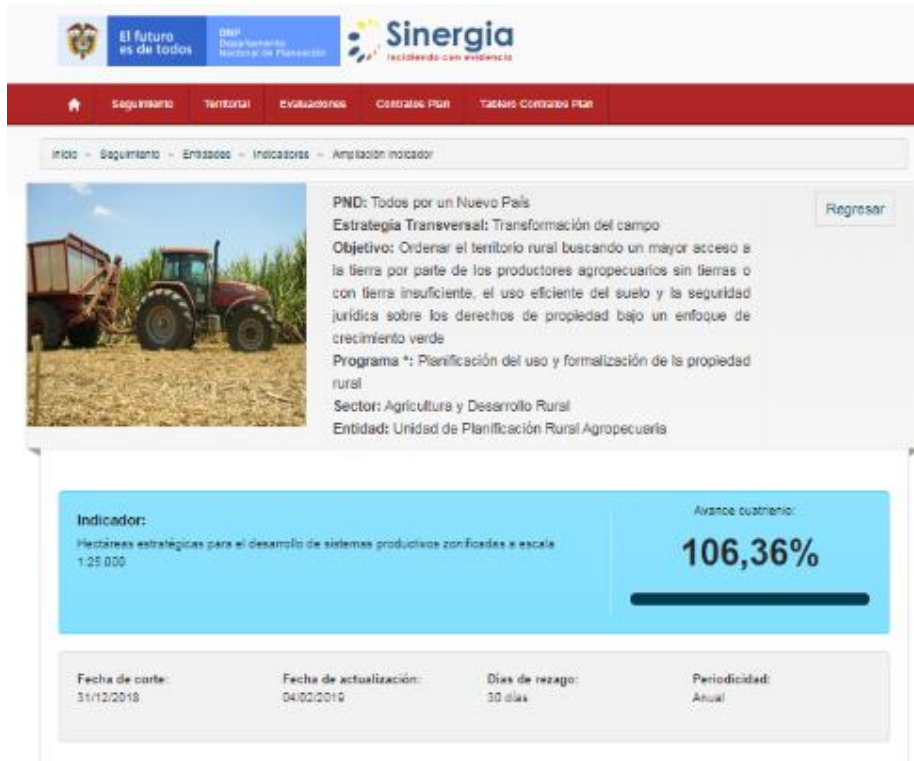 El futuro
es de todos
DNP
Departamento
Nacional de Planeación
Sinergia
incidiendo con evidencia
Seguimiento Territorial Evaluaciones Contratos Plan Tablero Contratos Plan
Inicio - Seguimiento - Entidades - Indicadores - Ampliación Indicador
PND: Todos por un Nuevo País
Regresar
Estrategia Transversal: Transformación del campo
Objetivo: Ordenar el territorio rural buscando un mayor acceso a
la tierra por parte de los productores agropecuarios sin tierras o
con tierra insuficiente, el uso eficiente del suelo y la seguridad
jurídica sobre los derechos de propiedad bajo un enfoque de
crecimiento verde
Programa *: Planificación del uso y formalización de la propiedad
rural
Sector: Agricultura y Desarrollo Rural
Entidad: Unidad de Planificación Rural Agropecuaria
Indicador:
Hectáreas estratégicas para el desarrollo de sistemas productivos zonificadas a escala
1:25.000
Avance cuatrienio:
106,36%
Fecha de corte: Fecha de actualización: Días de rezago: Periodicidad:
31/12/2018 04/02/2019 30 días Anual